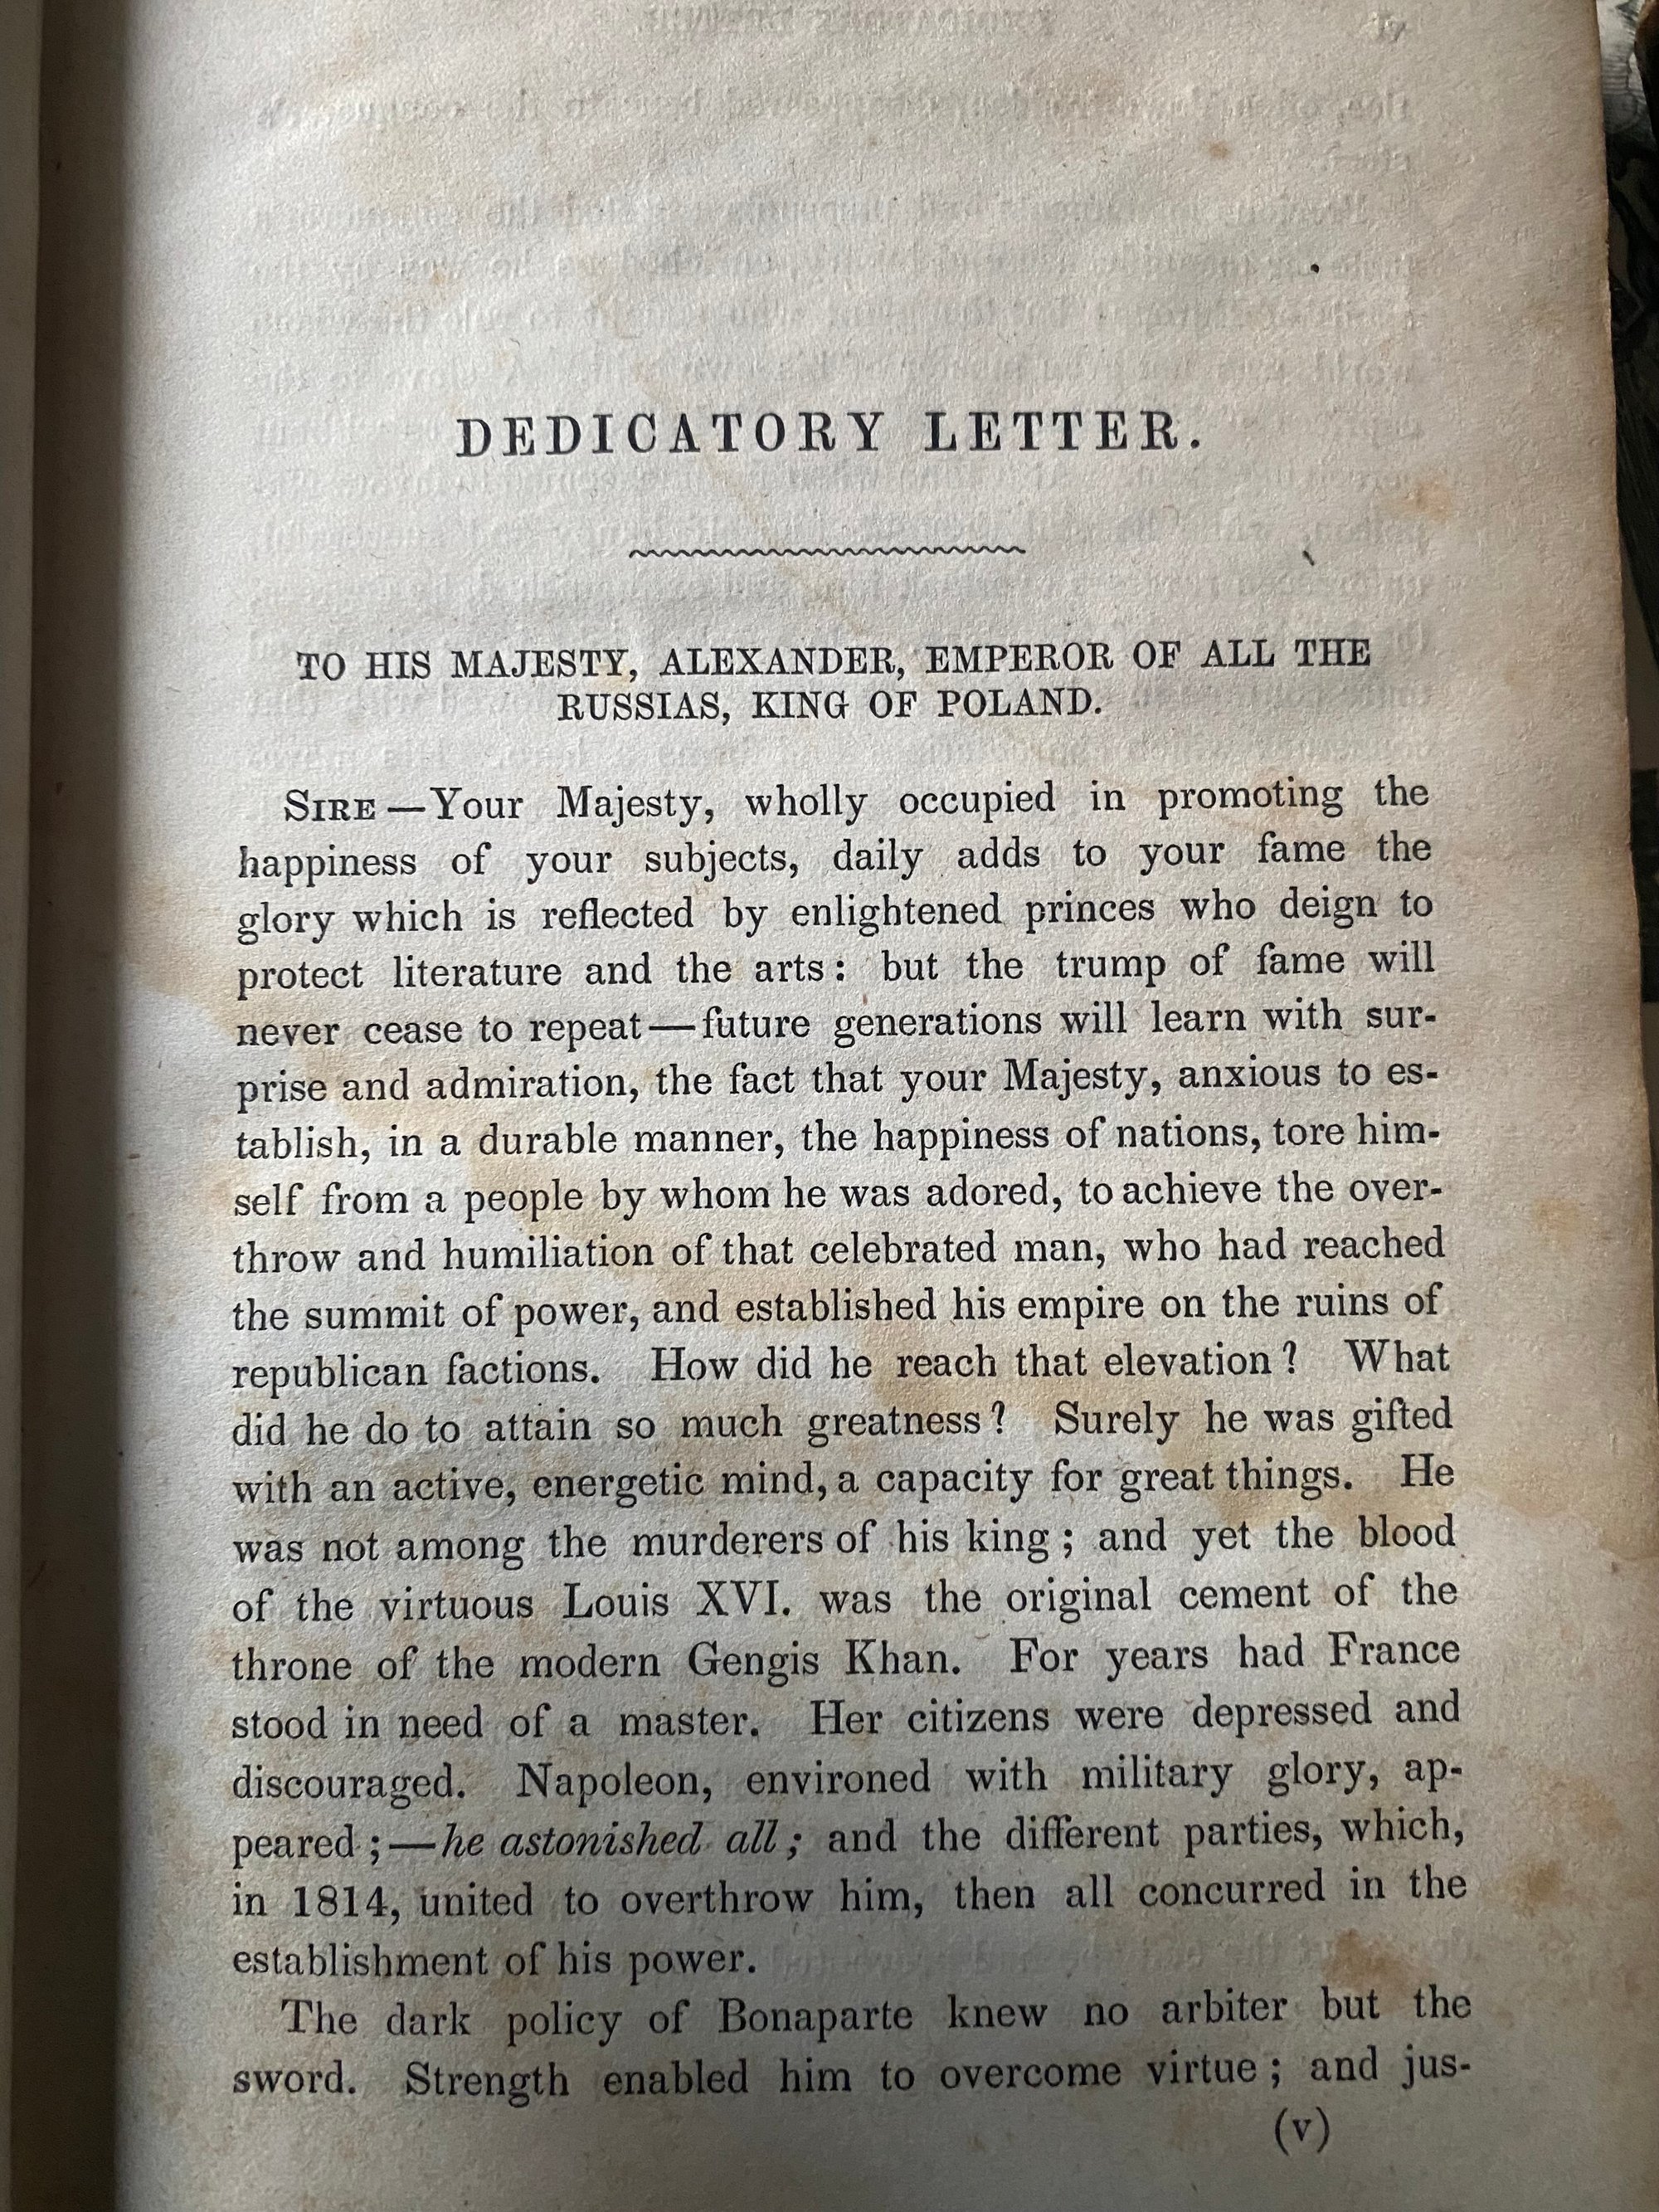 DEDICATORY LETTER.
TO HIS MAJESTY, ALEXANDER, EMPEROR OF ALL THE
RUSSIAS, KING OF POLAND.
SIRE—Your Majesty, wholly occupied in promoting the
happiness of your subjects, daily adds to your fame the
glory which is reflected by enlightened princes who deign to
protect literature and the arts: but the trump of fame will
never cease to repeat—future generations will learn with sur-
prise and admiration, the fact that your Majesty, anxious to es-
tablish, in a durable manner, the happiness of nations, tore him-
self from a people by whom he was adored, to achieve the over-
throw and humiliation of that celebrated man, who had reached
the summit of power, and established his empire on the ruins of
republican factions. How did he reach that elevation? What
did he do to attain so much greatness? Surely he was gifted
with an active, energetic mind, a capacity for great things. He
was not among the murderers of his king; and yet the blood
of the virtuous Louis XVI. was the original cement of the
throne of the modern Gengis Khan. For years had France
stood in need of a master. Her citizens were depressed and
discouraged. Napoleon, environed with military glory, ap-
peared;—he astonished all; and the different parties, which,
in 1814, united to overthrow him, then all concurred in the
establishment of his power.
The dark policy of Bonaparte knew no arbiter but the
sword. Strength enabled him to overcome virtue; and jus-
(v)